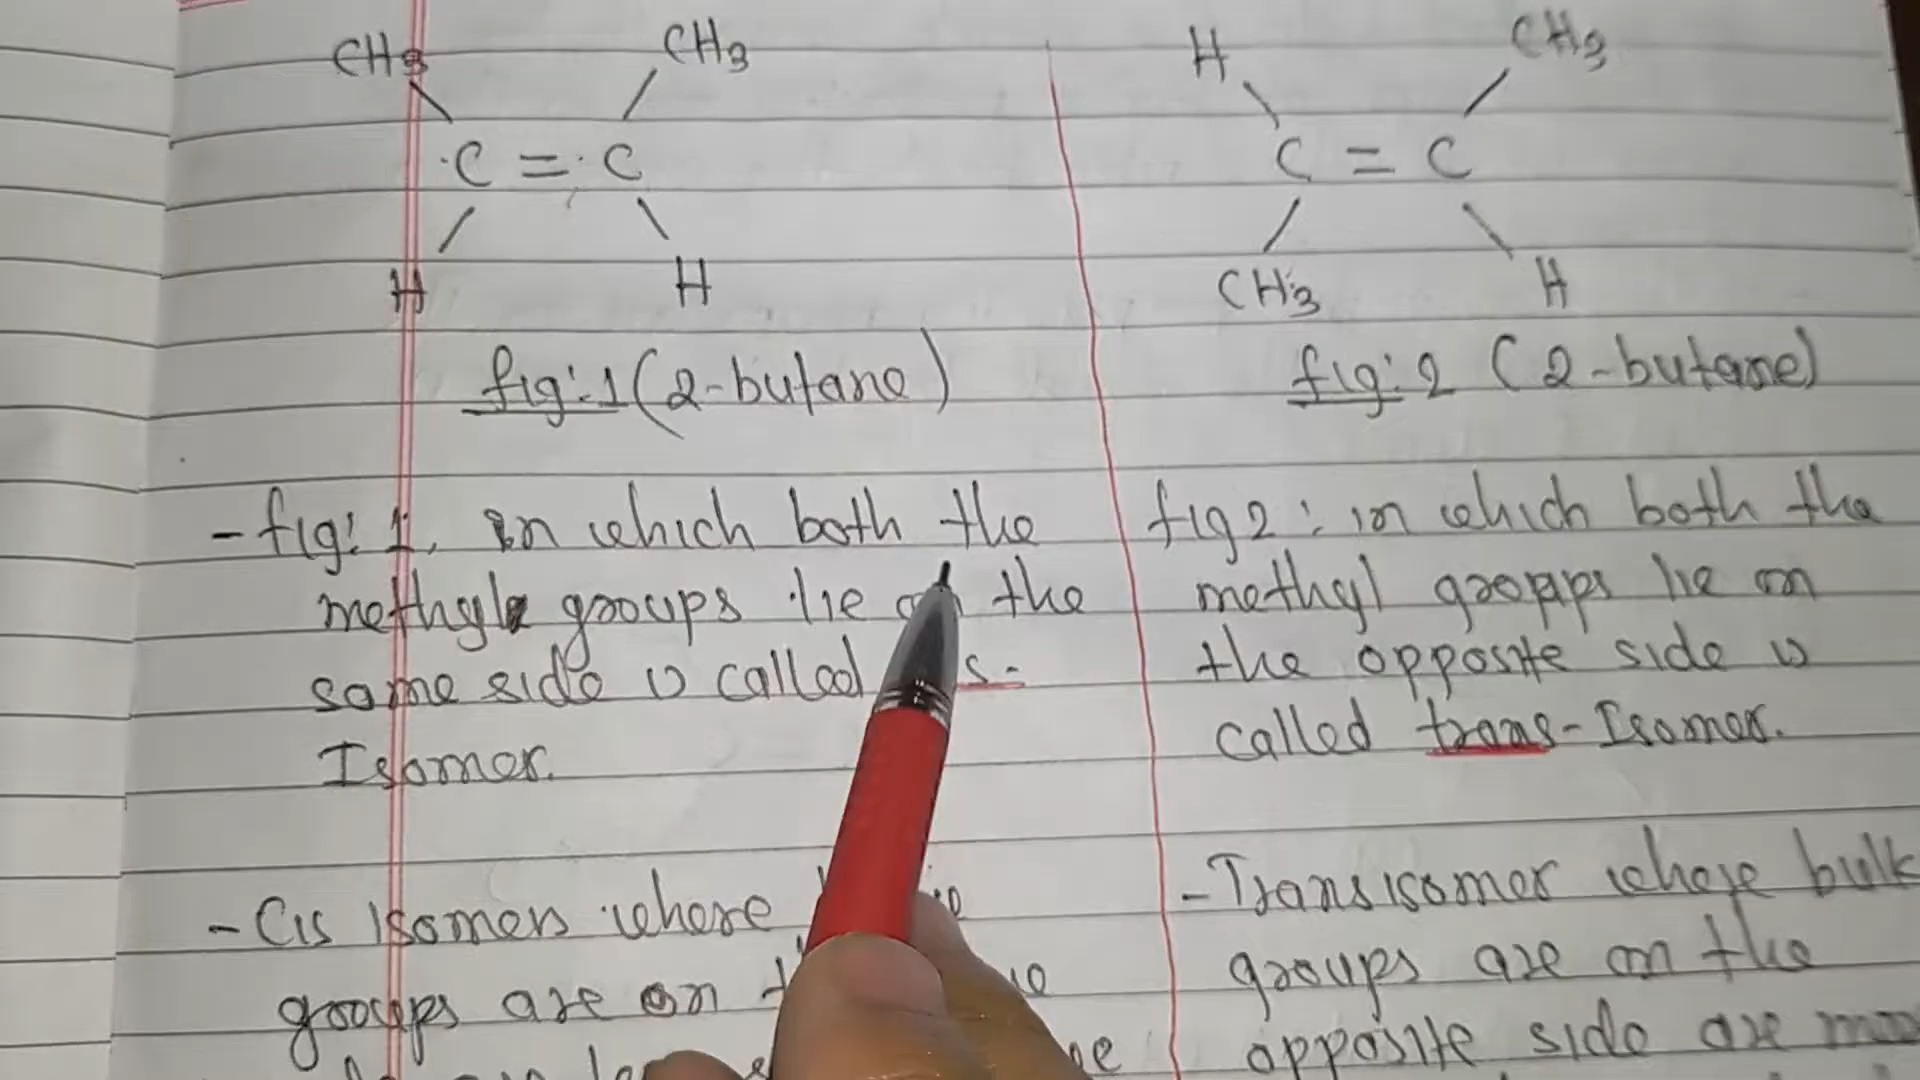 CH3 CH3
C = C
H H
fig:1 (2-butane)
- fig: 1, in which both the
methyl groups lie the
same side is called s-
Isomer.
- Cis isomers where
groups are on
H CH3
C = C
CH3 H
fig: 2 (2-butane)
fig 2: in which both the
methyl groups lie on
the opposite side is
called trans-Isomer.
- Trans isomer whose bulk
groups are on the
opposite side are